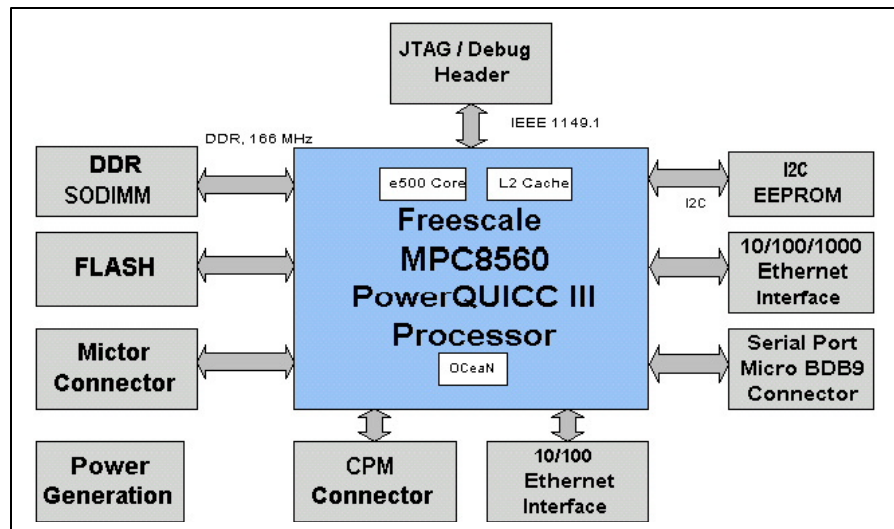 JTAG / Debug
Header
IEEE 1149.1
DDR, 166 MHz
DDR
SODIMM
FLASH
Mictor
Connector
Power
Generation
e500 Core
L2 Cache
Freescale
MPC8560
PowerQUICC III
Processor
OCeaN
I2C
I2C
EEPROM
10/100/1000
Ethernet
Interface
Serial Port
Micro BDB9
Connector
CPM
Connector
10/100
Ethernet
Interface